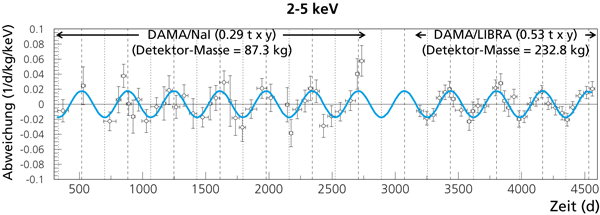 2-5 keV
DAMA/NaI (0.29 t x y)
(Detektor-Masse = 87.3 kg)
DAMA/LIBRA (0.53 t x y)
(Detektor-Masse = 232.8 kg)
Abweichung (1/d/kg/keV)
0.1
0.08
0.06
0.04
0.02
0
-0.02
-0.04
-0.06
-0.08
-0.1
500 1000 1500 2000 2500 3000 3500 4000 4500
Zeit (d)